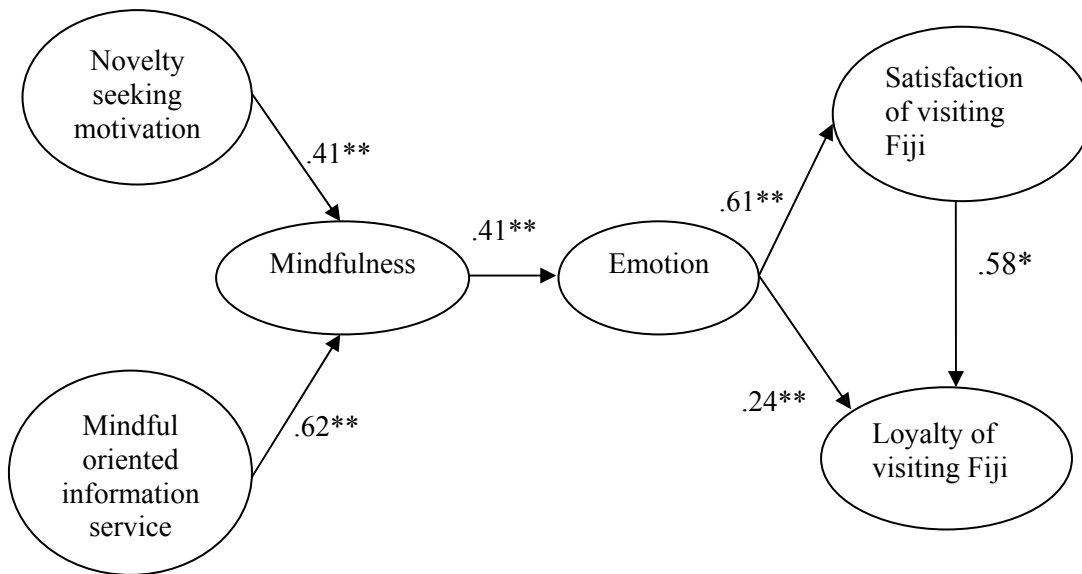 Novelty
seeking
motivation
.41**
Mindfulness
.41**
Emotion
.61**
Satisfaction
of visiting
Fiji
.58*
.24**
Loyalty of
visiting Fiji
.62**
Mindful
oriented
information
service